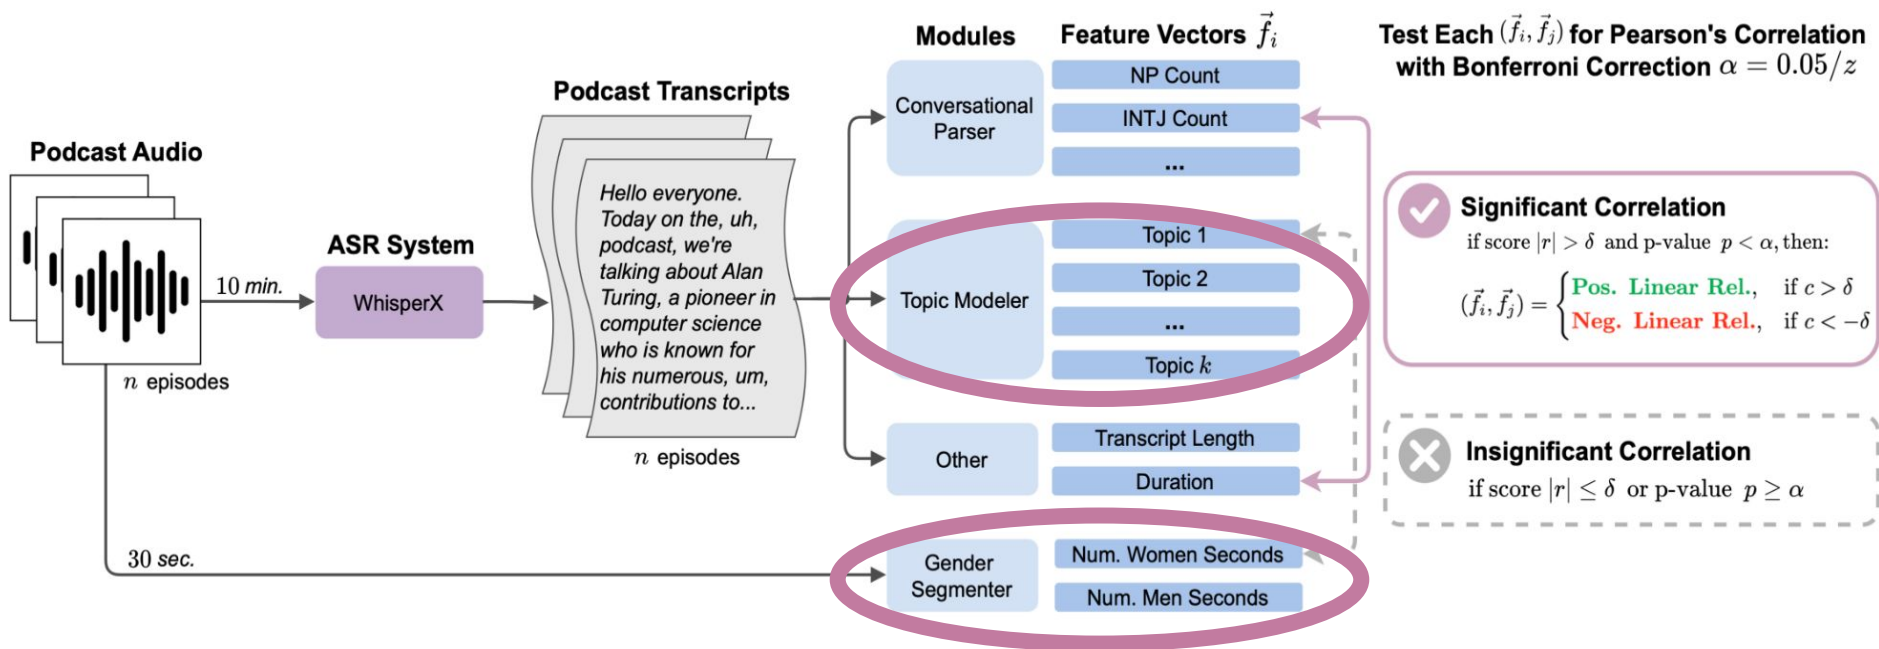 Podcast Audio
n episodes
10 min.
30 sec.
ASR System
WhisperX
Podcast Transcripts
Hello everyone.
Today on the, uh,
podcast, we're
talking about Alan
Turing, a pioneer in
computer science
who is known for
his numerous, um,
contributions to...
n episodes
Modules
Feature Vectors f⃗_i
Conversational
Parser
NP Count
INTJ Count
...
Topic Modeler
Topic 1
Topic 2
...
Topic k
Other
Transcript Length
Duration
Gender
Segmenter
Num. Women Seconds
Num. Men Seconds
Test Each (f⃗_i, f⃗_j) for Pearson's Correlation
with Bonferroni Correction α = 0.05/z
Significant Correlation
if score |r| > δ and p-value p < α, then:
(f⃗_i, f⃗_j) = { Pos. Linear Rel., if c > δ
Neg. Linear Rel., if c < −δ
Insignificant Correlation
if score |r| ≤ δ or p-value p ≥ α